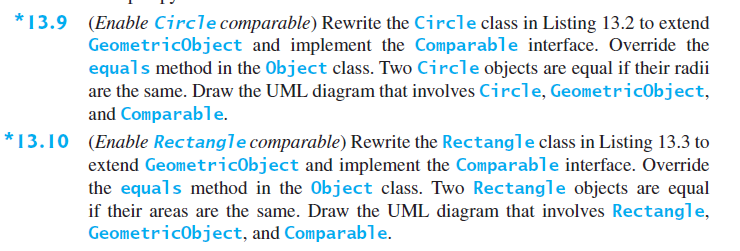 *13.9 (Enable Circle comparable) Rewrite the Circle class in Listing 13.2 to extend
GeometricObject and implement the Comparable interface. Override the
equals method in the Object class. Two Circle objects are equal if their radii
are the same. Draw the UML diagram that involves Circle, GeometricObject,
and Comparable.
*13.10 (Enable Rectangle comparable) Rewrite the Rectangle class in Listing 13.3 to
extend GeometricObject and implement the Comparable interface. Override
the equals method in the Object class. Two Rectangle objects are equal
if their areas are the same. Draw the UML diagram that involves Rectangle,
GeometricObject, and Comparable.